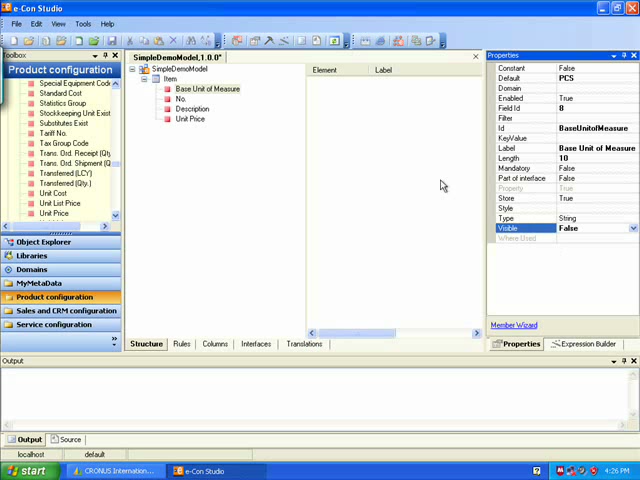 e-Con Studio
File Edit View Tools Help
Toolbox
Product configuration
Special Equipment Code
Standard Cost
Statistics Group
Stockkeeping Unit Exist
Substitutes Exist
Tariff No.
Tax Group Code
Trans. Ord. Receipt (Qty
Trans. Ord. Shipment (Q
Transferred (LCY)
Transferred (Qty.)
Unit Cost
Unit List Price
Unit Price
Object Explorer
Libraries
Domains
MyMetaData
Product configuration
Sales and CRM configuration
Service configuration
SimpleDemoModel,1.0.0*
SimpleDemoModel
Item
Base Unit of Measure
No.
Description
Unit Price
Element Label
Structure Rules Columns Interfaces Translations
Properties
Constant False
Default PCS
Domain
Enabled True
Field Id 8
Filter
Id BaseUnitofMeasure
KeyValue
Label Base Unit of Measure
Length 10
Mandatory False
Part of interface False
Property True
Store True
Style
Type String
Visible False
Where Used
Member Wizard
Properties Expression Builder
Output
Output Source
localhost default
start CRONUS Internation... e-Con Studio 4:26 PM